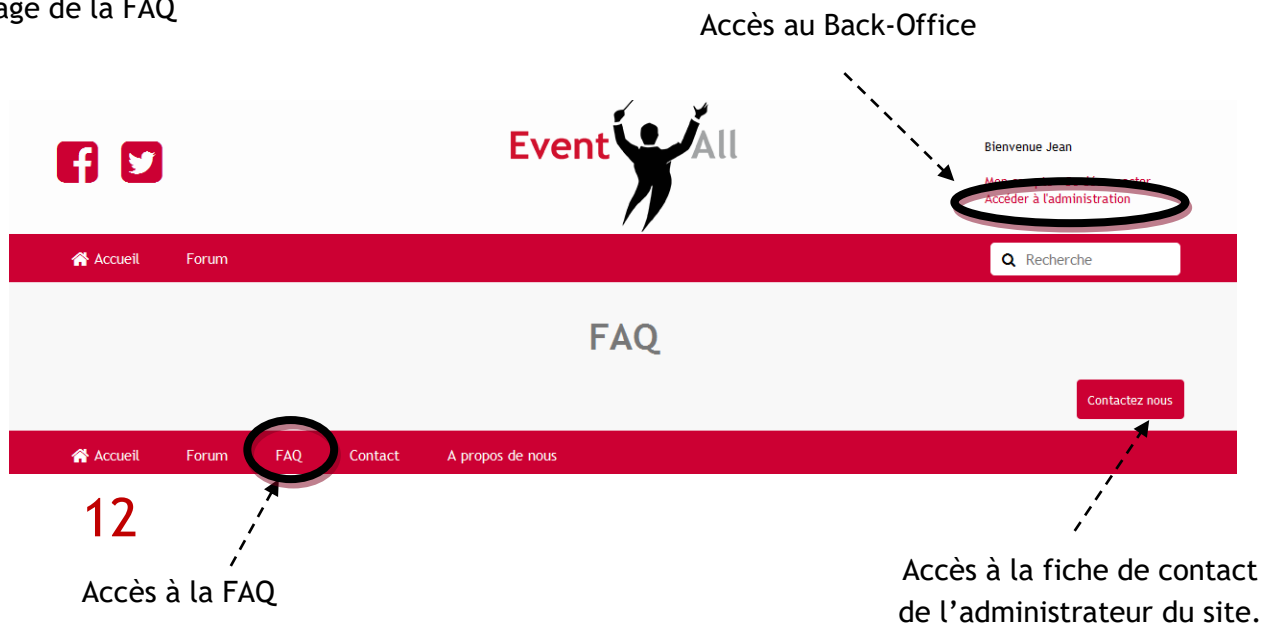 age de la FAQ
Accès au Back-Office
Event All
Bienvenue Jean
Accéder à l'administration
Accueil Forum
Recherche
FAQ
Contactez nous
Accueil Forum FAQ Contact A propos de nous
12
Accès à la FAQ
Accès à la fiche de contact
de l’administrateur du site.